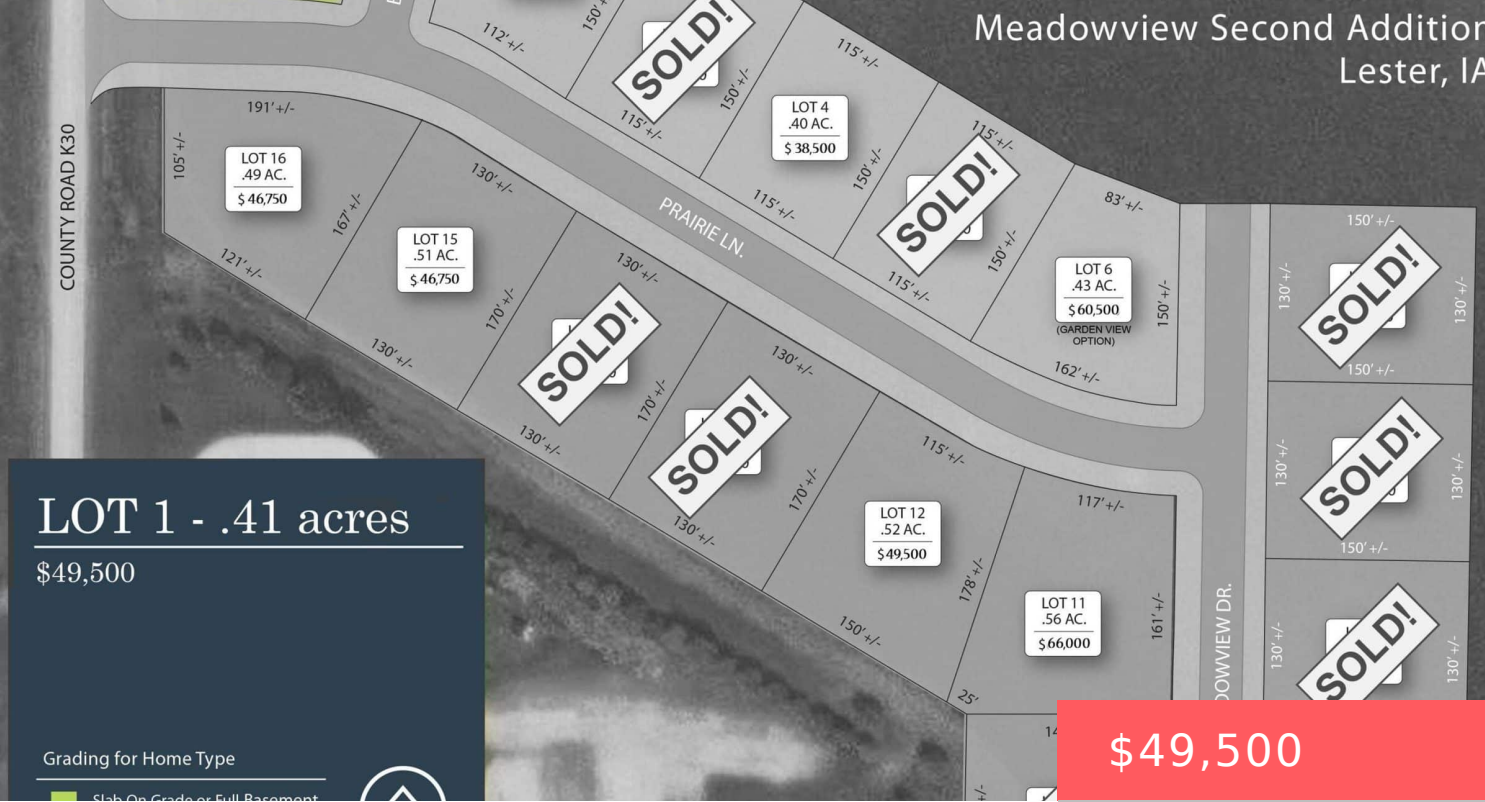 Meadowview Second Addition
Lester, IA
COUNTY ROAD K30
PRAIRIE LN.
112'+/-
150'+/-
SOLD!
150'+/-
115'+/-
115'+/-
LOT 4
.40 AC.
$ 38,500
150'+/-
115'+/-
115'+/-
SOLD!
150'+/-
115'+/-
83'+/-
LOT 6
.43 AC.
$ 60,500
(GARDEN VIEW
OPTION)
150'+/-
162'+/-
191'+/-
105'+/-
LOT 16
.49 AC.
$ 46,750
167'+/-
121'+/-
130'+/-
LOT 15
.51 AC.
$ 46,750
170'+/-
130'+/-
130'+/-
SOLD!
170'+/-
130'+/-
130'+/-
SOLD!
170'+/-
130'+/-
115'+/-
LOT 12
.52 AC.
$49,500
178'+/-
150'+/-
117'+/-
LOT 11
.56 AC.
$ 66,000
161'+/-
25'
150'+/-
130'+/-
SOLD!
130'+/-
150'+/-
130'+/-
SOLD!
130'+/-
150'+/-
130'+/-
SOLD!
130'+/-
DOWVIEW DR.
LOT 1 - .41 acres
$49,500
Grading for Home Type
Slab On Grade or Full Basement
14
$49,500